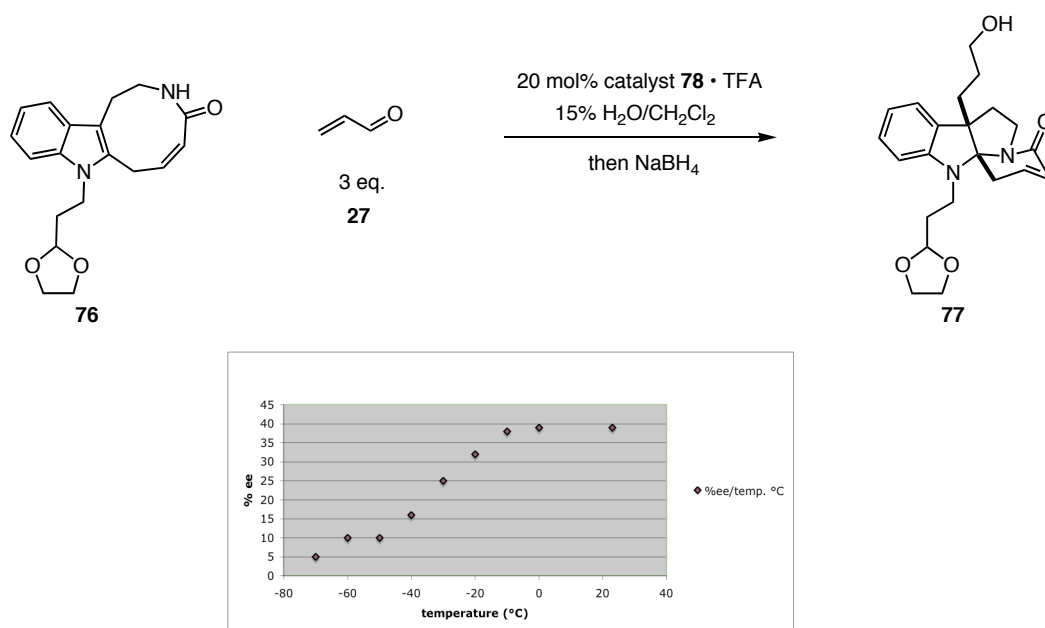 NH
O
N
O
O
76
O
3 eq.
27
20 mol% catalyst 78 • TFA
15% H₂O/CH₂Cl₂
then NaBH₄
OH
O
N
N
O
O
77
45
40
35
30
25
20
15
10
5
0
-80
-60
-40
-20
0
20
40
% ee
temperature (°C)
%ee/temp. °C